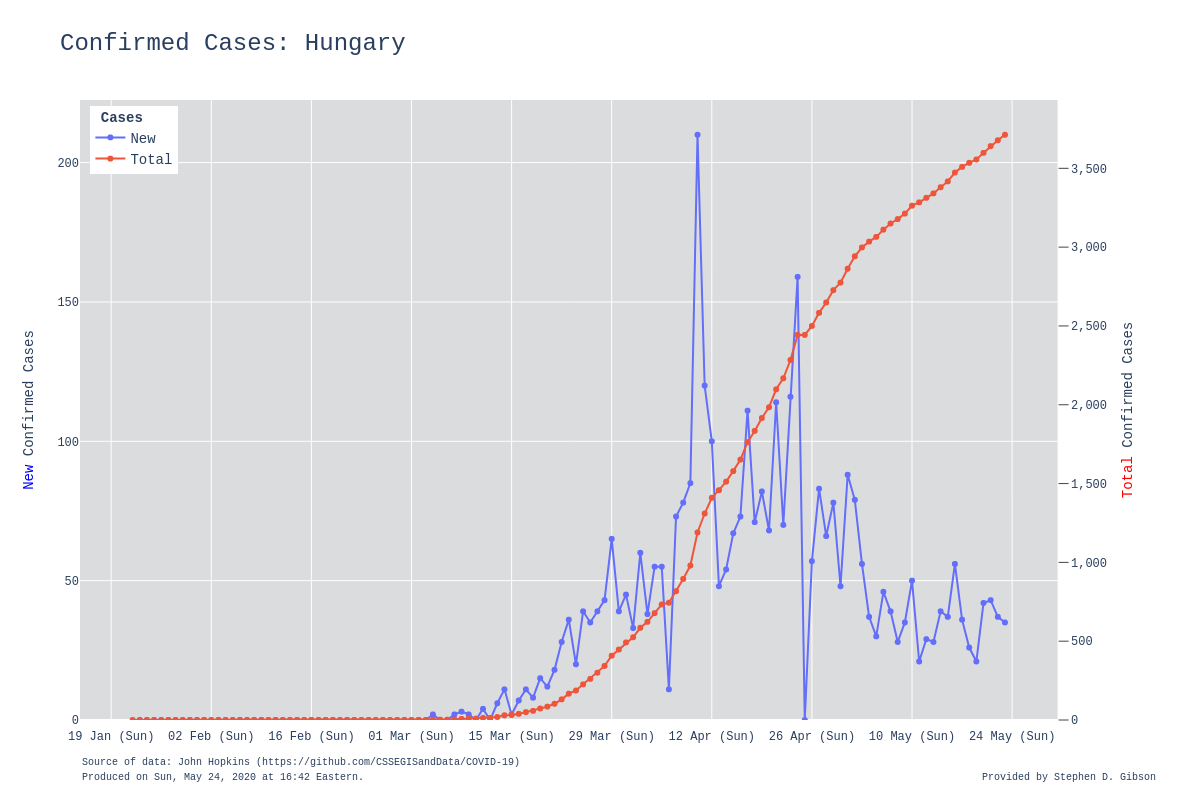 Confirmed Cases: Hungary
Cases
New
Total
200
150
100
50
0
3,500
3,000
2,500
2,000
1,500
1,000
500
0
New Confirmed Cases
Total Confirmed Cases
19 Jan (Sun) 02 Feb (Sun) 16 Feb (Sun) 01 Mar (Sun) 15 Mar (Sun) 29 Mar (Sun) 12 Apr (Sun) 26 Apr (Sun) 10 May (Sun) 24 May (Sun)
Source of data: John Hopkins (https://github.com/CSSEGISandData/COVID-19)
Produced on Sun, May 24, 2020 at 16:42 Eastern.
Provided by Stephen D. Gibson